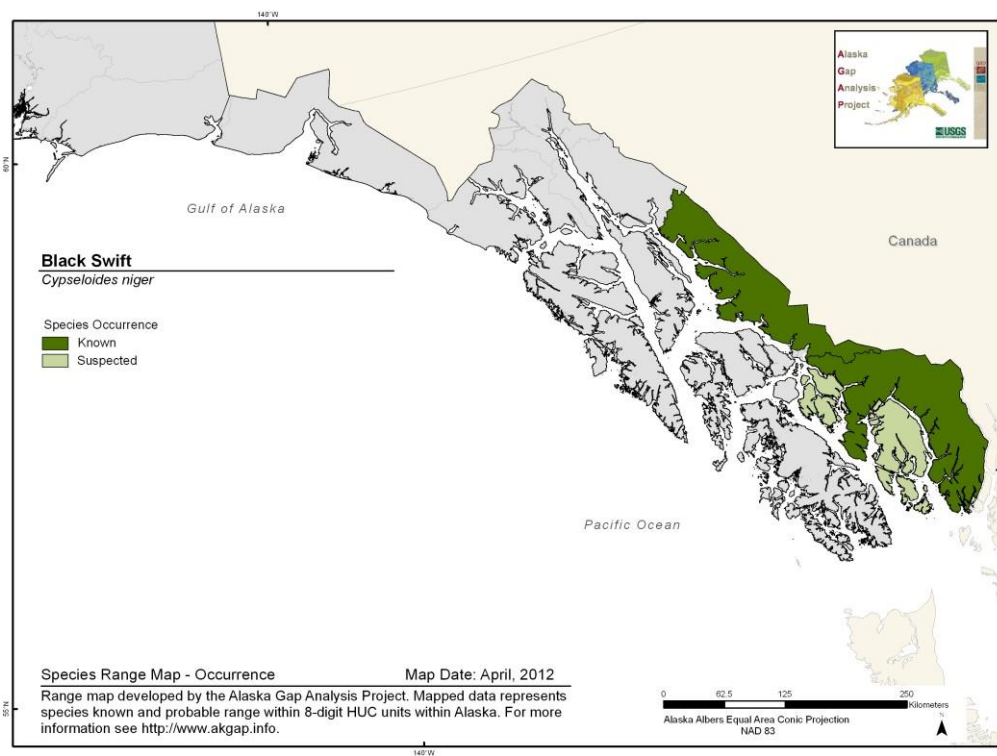 148°W
Alaska
Gap
Analysis
Project
USGS
60°N
Gulf of Alaska
Canada
Black Swift
Cypseloides niger
Species Occurrence
Known
Suspected
Pacific Ocean
Species Range Map - Occurrence Map Date: April, 2012
Range map developed by the Alaska Gap Analysis Project. Mapped data represents
species known and probable range within 8-digit HUC units within Alaska. For more
information see http://www.akgap.info.
0 62.5 125 250
Kilometers
Alaska Albers Equal Area Conic Projection
NAD 83
N
55°N